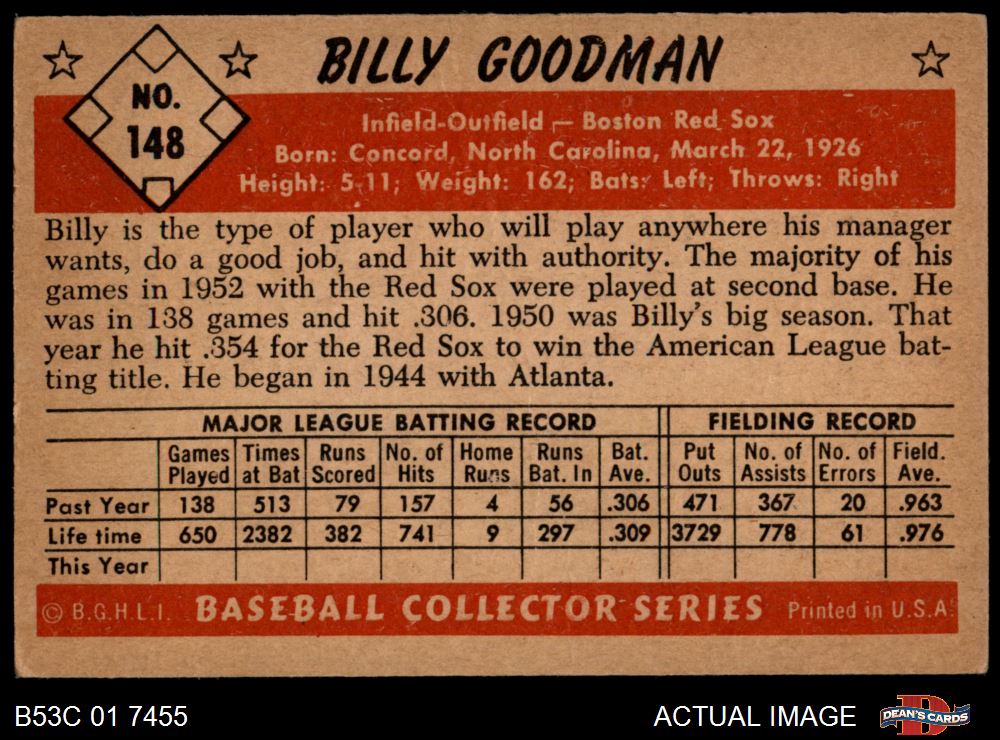 NO.
148
BILLY GOODMAN
Infield-Outfield — Boston Red Sox
Born: Concord, North Carolina, March 22, 1926
Height: 5-11; Weight: 162; Bats: Left; Throws: Right
Billy is the type of player who will play anywhere his manager
wants, do a good job, and hit with authority. The majority of his
games in 1952 with the Red Sox were played at second base. He
was in 138 games and hit .306. 1950 was Billy's big season. That
year he hit .354 for the Red Sox to win the American League bat-
ting title. He began in 1944 with Atlanta.
MAJOR LEAGUE BATTING RECORD FIELDING RECORD
Games Times Runs No. of Home Runs Bat. Put No. of No. of Field.
Played at Bat Scored Hits Runs Bat. In Ave. Outs Assists Errors Ave.
Past Year 138 513 79 157 4 56 .306 471 367 20 .963
Life time 650 2382 382 741 9 297 .309 3729 778 61 .976
This Year
© B.G.H.L.I. BASEBALL COLLECTOR SERIES Printed in U.S.A.
B53C 01 7455 ACTUAL IMAGE DEAN'S CARDS